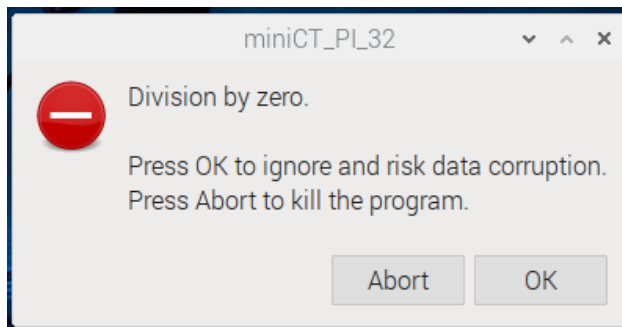 miniCT_PI_32
Division by zero.
Press OK to ignore and risk data corruption.
Press Abort to kill the program.
Abort
OK